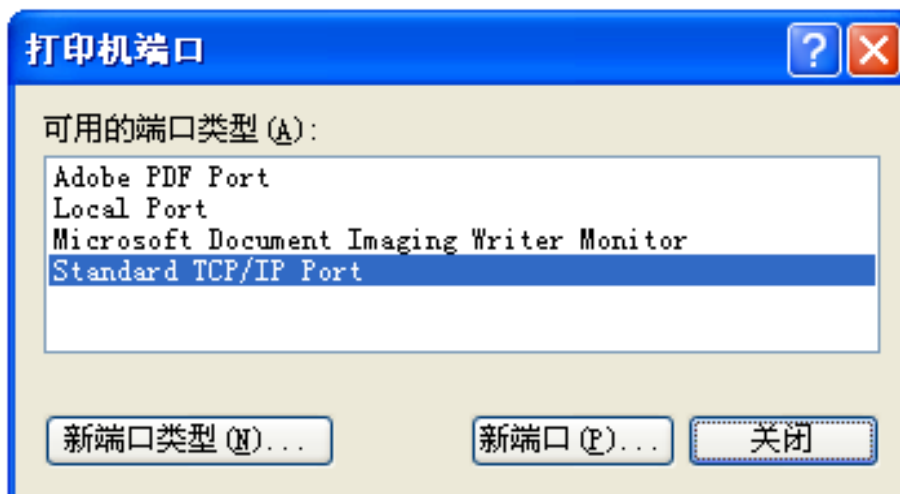 打印机端口
可用的端口类型(A):
Adobe PDF Port
Local Port
Microsoft Document Imaging Writer Monitor
Standard TCP/IP Port
新端口类型(N)... 新端口(P)... 关闭